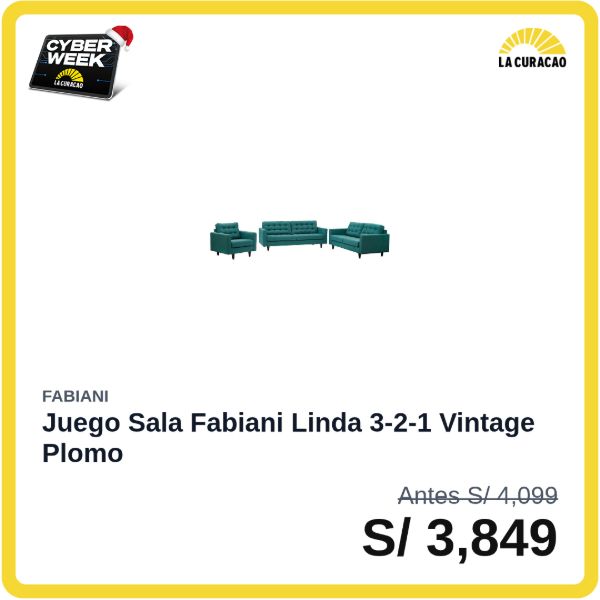 CYBER
WEEK
LA CURACAO
LA CURACAO
FABIANI
Juego Sala Fabiani Linda 3-2-1 Vintage
Plomo
Antes S/ 4,099
S/ 3,849